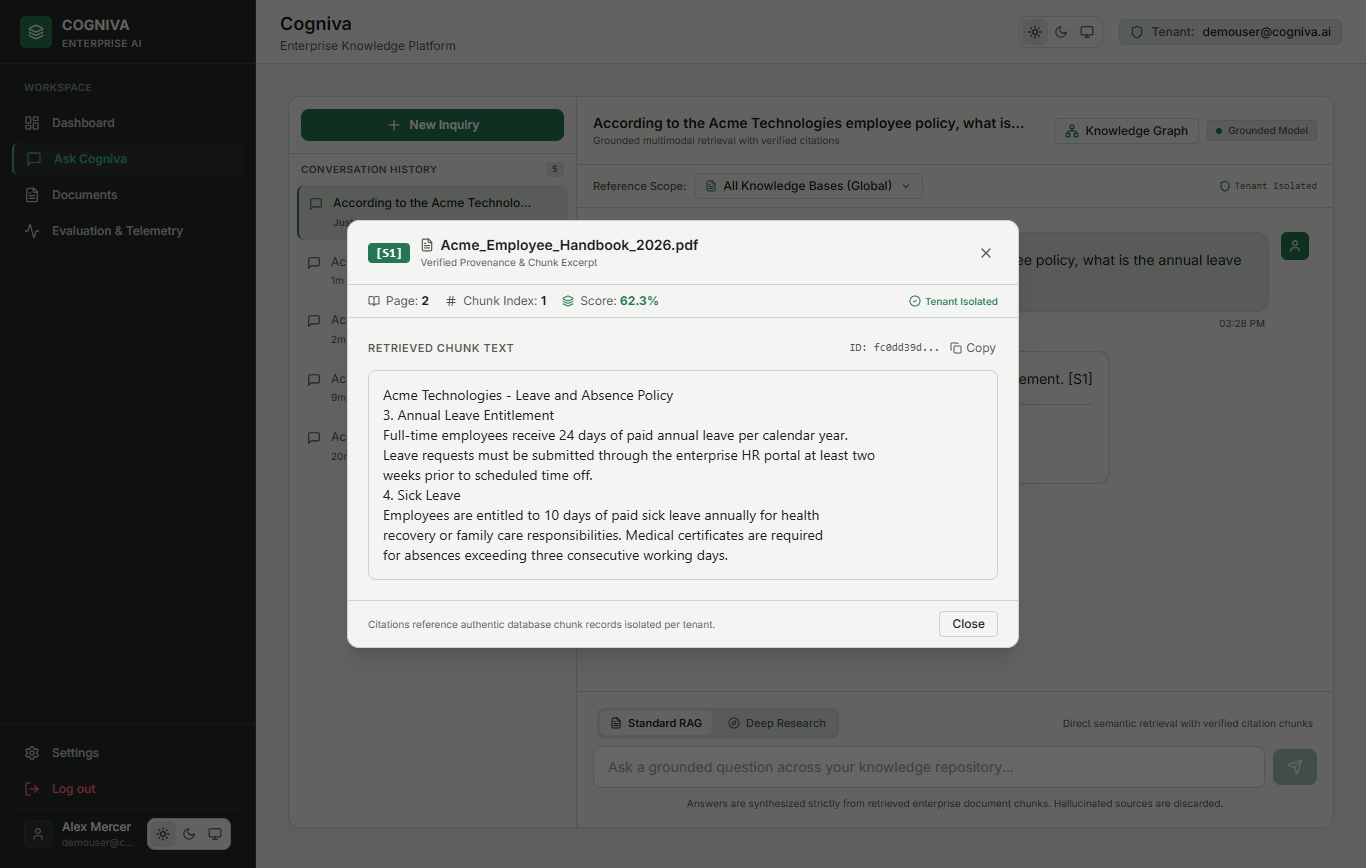 COGNIVA
ENTERPRISE AI
WORKSPACE
Dashboard
Ask Cogniva
Documents
Evaluation & Telemetry
Settings
Log out
Alex Mercer
demouser@c...
Cogniva
Enterprise Knowledge Platform
Tenant: demouser@cogniva.ai
New Inquiry
CONVERSATION HISTORY 5
According to the Acme Technolo...
Just
Ac
1m
Ac
2m
Ac
9m
Ac
20m
According to the Acme Technologies employee policy, what is...
Grounded multimodal retrieval with verified citations
Knowledge Graph
Grounded Model
Reference Scope: All Knowledge Bases (Global)
Tenant Isolated
policy, what is the annual leave
03:28 PM
[S1]
[S1] Acme_Employee_Handbook_2026.pdf
Verified Provenance & Chunk Excerpt
Page: 2 # Chunk Index: 1 Score: 62.3%
Tenant Isolated
RETRIEVED CHUNK TEXT
ID: fc0dd39d... Copy
Acme Technologies - Leave and Absence Policy
3. Annual Leave Entitlement
Full-time employees receive 24 days of paid annual leave per calendar year.
Leave requests must be submitted through the enterprise HR portal at least two
weeks prior to scheduled time off.
4. Sick Leave
Employees are entitled to 10 days of paid sick leave annually for health
recovery or family care responsibilities. Medical certificates are required
for absences exceeding three consecutive working days.
Citations reference authentic database chunk records isolated per tenant.
Close
Standard RAG
Deep Research
Direct semantic retrieval with verified citation chunks
Ask a grounded question across your knowledge repository...
Answers are synthesized strictly from retrieved enterprise document chunks. Hallucinated sources are discarded.